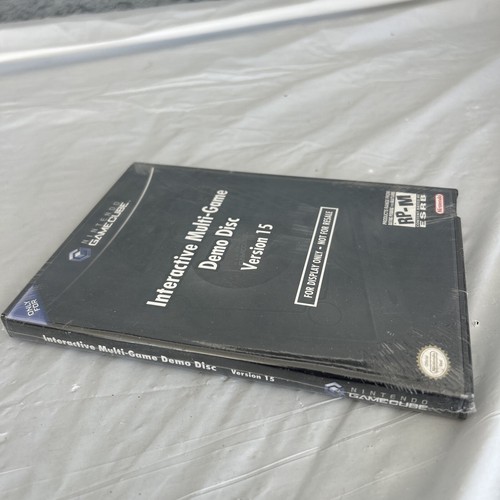 NINTENDO
GAMECUBE
ONLY
FOR
Interactive Multi-Game
Demo Disc
Version 15
FOR DISPLAY ONLY - NOT FOR RESALE
RP-M
ESRB
Nintendo
Interactive Multi-Game Demo Disc Version 15
NINTENDO
GAMECUBE